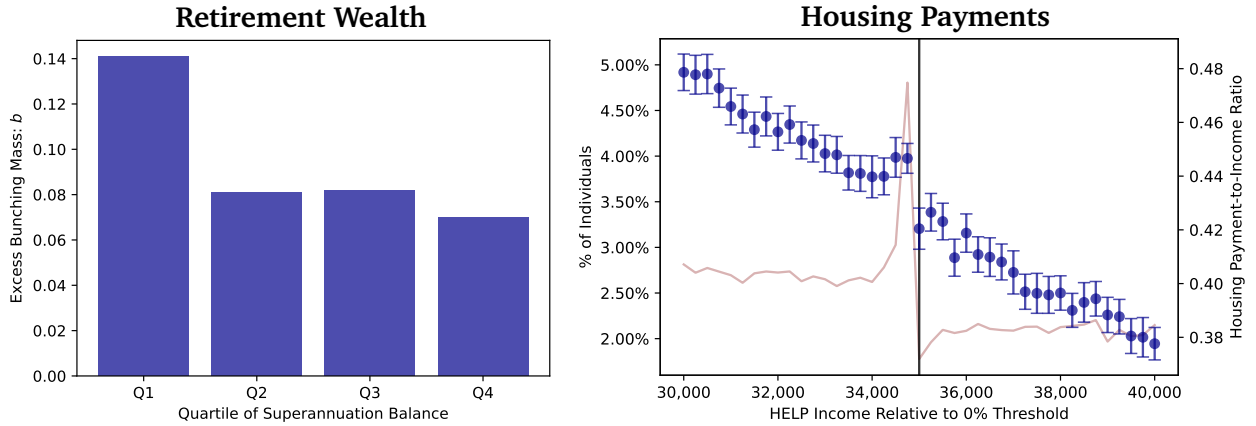 Retirement Wealth
Excess Bunching Mass: b
0.14
0.12
0.10
0.08
0.06
0.04
0.02
0.00
Q1 Q2 Q3 Q4
Quartile of Superannuation Balance
Housing Payments
% of Individuals
5.00%
4.50%
4.00%
3.50%
3.00%
2.50%
2.00%
30,000 32,000 34,000 36,000 38,000 40,000
HELP Income Relative to 0% Threshold
0.48
0.46
0.44
0.42
0.40
0.38
Housing Payment-to-Income Ratio